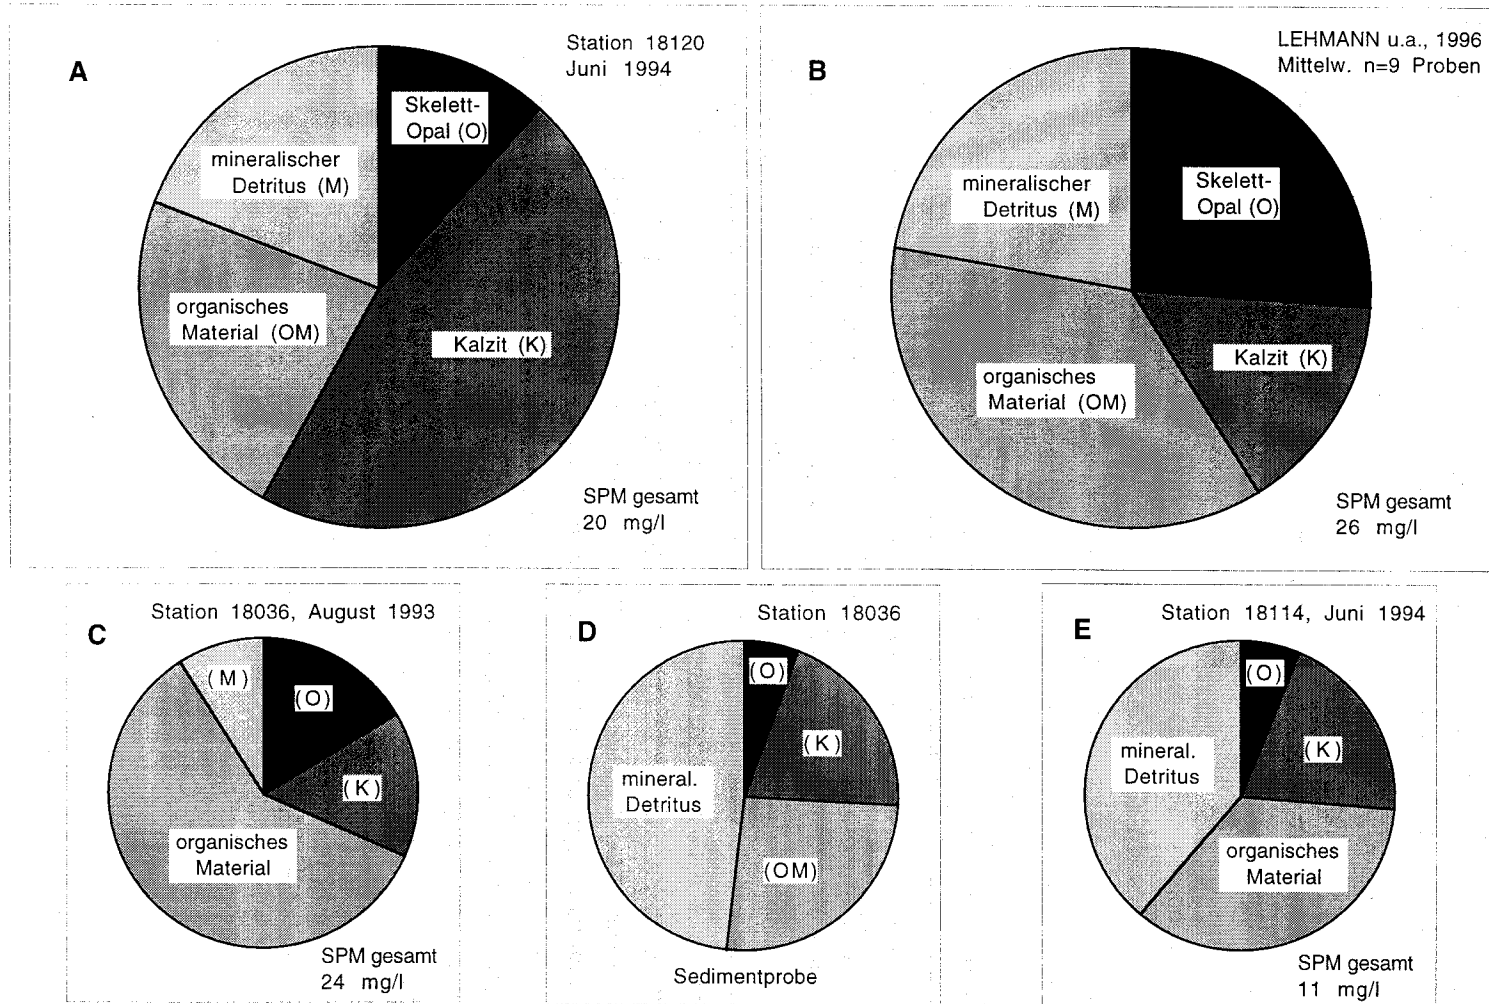 A
Station 18120
Juni 1994
Skelett-
Opal (O)
mineralischer
Detritus (M)
organisches
Material (OM)
Kalzit (K)
SPM gesamt
20 mg/l
B
LEHMANN u.a., 1996
Mittelw. n=9 Proben
Skelett-
Opal (O)
mineralischer
Detritus (M)
Kalzit (K)
organisches
Material (OM)
SPM gesamt
26 mg/l
C
Station 18036, August 1993
(M)
(O)
(K)
organisches
Material
SPM gesamt
24 mg/l
D
Station 18036
(O)
(K)
mineral.
Detritus
(OM)
Sedimentprobe
E
Station 18114, Juni 1994
(O)
(K)
mineral.
Detritus
organisches
Material
SPM gesamt
11 mg/l